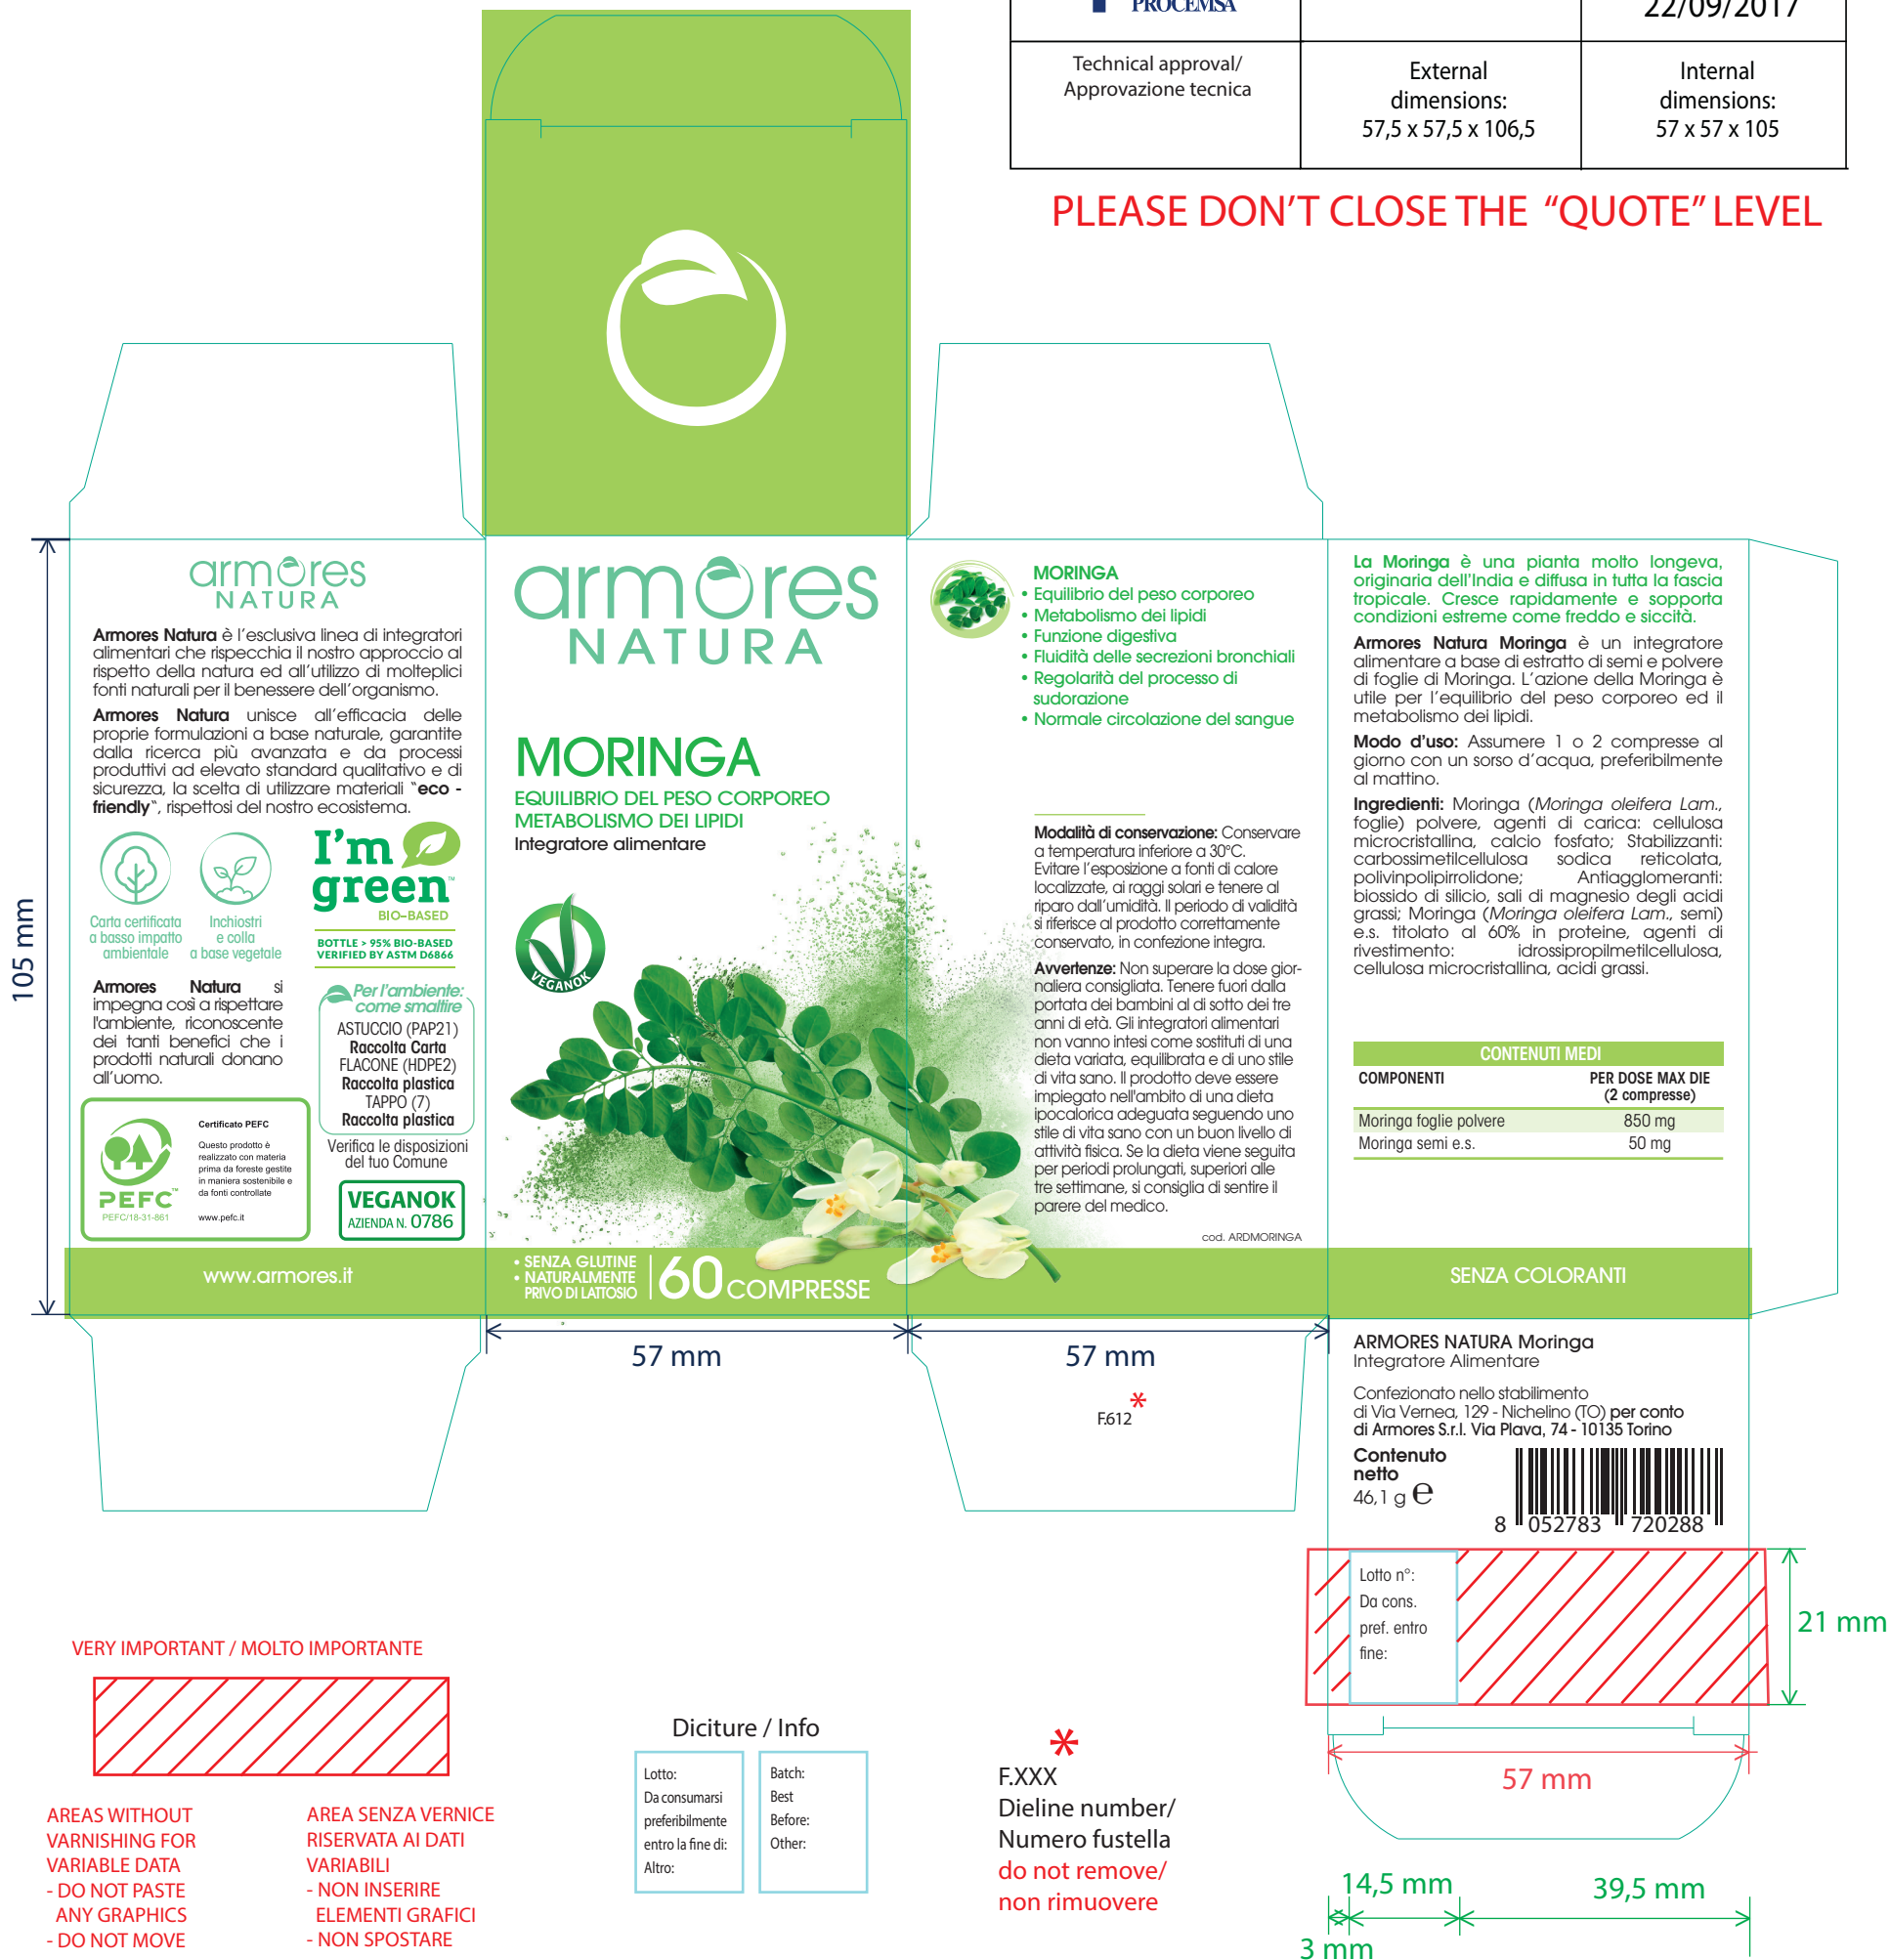 PROCEMSA
22/09/2017
Technical approval/
Approvazione tecnica
External
dimensions:
57,5 x 57,5 x 106,5
Internal
dimensions:
57 x 57 x 105
PLEASE DON'T CLOSE THE “QUOTE” LEVEL
105 mm
armores
NATURA
Armores Natura è l'esclusiva linea di integratori
alimentari che rispecchia il nostro approccio al
rispetto della natura ed all'utilizzo di molteplici
fonti naturali per il benessere dell'organismo.
Armores Natura unisce all'efficacia delle
proprie formulazioni a base naturale, garantite
dalla ricerca più avanzata e da processi
produttivi ad elevato standard qualitativo e di
sicurezza, la scelta di utilizzare materiali “eco -
friendly“, rispettosi del nostro ecosistema.
Carta certificata
a basso impatto
ambientale
Inchiostri
e colla
a base vegetale
I'm
green™
BIO-BASED
BOTTLE > 95% BIO-BASED
VERIFIED BY ASTM D6866
Armores Natura si
impegna così a rispettare
l'ambiente, riconoscente
dei tanti benefici che i
prodotti naturali donano
all'uomo.
Per l'ambiente:
come smaltire
ASTUCCIO (PAP21)
Raccolta Carta
FLACONE (HDPE2)
Raccolta plastica
TAPPO (7)
Raccolta plastica
Verifica le disposizioni
del tuo Comune
PEFC™
PEFC/18-31-861
Certificato PEFC
Questo prodotto è
realizzato con materia
prima da foreste gestite
in maniera sostenibile e
da fonti controllate
www.pefc.it
VEGANOK
AZIENDA N. 0786
www.armores.it
armores
NATURA
MORINGA
EQUILIBRIO DEL PESO CORPOREO
METABOLISMO DEI LIPIDI
Integratore alimentare
VEGANOK
• SENZA GLUTINE
• NATURALMENTE
PRIVO DI LATTOSIO
60 COMPRESSE
MORINGA
• Equilibrio del peso corporeo
• Metabolismo dei lipidi
• Funzione digestiva
• Fluidità delle secrezioni bronchiali
• Regolarità del processo di
sudorazione
• Normale circolazione del sangue
Modalità di conservazione: Conservare
a temperatura inferiore a 30°C.
Evitare l'esposizione a fonti di calore
localizzate, ai raggi solari e tenere al
riparo dall'umidità. Il periodo di validità
si riferisce al prodotto correttamente
conservato, in confezione integra.
Avvertenze: Non superare la dose gior-
naliera consigliata. Tenere fuori dalla
portata dei bambini al di sotto dei tre
anni di età. Gli integratori alimentari
non vanno intesi come sostituti di una
dieta variata, equilibrata e di uno stile
di vita sano. Il prodotto deve essere
impiegato nell'ambito di una dieta
ipocalorica adeguata seguendo uno
stile di vita sano con un buon livello di
attività fisica. Se la dieta viene seguita
per periodi prolungati, superiori alle
tre settimane, si consiglia di sentire il
parere del medico.
cod. ARDMORINGA
La Moringa è una pianta molto longeva,
originaria dell'India e diffusa in tutta la fascia
tropicale. Cresce rapidamente e sopporta
condizioni estreme come freddo e siccità.
Armores Natura Moringa è un integratore
alimentare a base di estratto di semi e polvere
di foglie di Moringa. L'azione della Moringa è
utile per l'equilibrio del peso corporeo ed il
metabolismo dei lipidi.
Modo d'uso: Assumere 1 o 2 compresse al
giorno con un sorso d'acqua, preferibilmente
al mattino.
Ingredienti: Moringa (Moringa oleifera Lam.,
foglie) polvere, agenti di carica: cellulosa
microcristallina, calcio fosfato; Stabilizzanti:
carbossimetilcellulosa sodica reticolata,
polivinpolipirrolidone; Antiagglomeranti:
biossido di silicio, sali di magnesio degli acidi
grassi; Moringa (Moringa oleifera Lam., semi)
e.s. titolato al 60% in proteine, agenti di
rivestimento: idrossipropilmetilcellulosa,
cellulosa microcristallina, acidi grassi.
CONTENUTI MEDI
COMPONENTI PER DOSE MAX DIE
(2 compresse)
Moringa foglie polvere 850 mg
Moringa semi e.s. 50 mg
SENZA COLORANTI
57 mm
57 mm
F.612 *
ARMORES NATURA Moringa
Integratore Alimentare
Confezionato nello stabilimento
di Via Vernea, 129 - Nichelino (TO) per conto
di Armores S.r.l. Via Plava, 74 - 10135 Torino
Contenuto
netto
46,1 g e
8 052783 720288
Lotto n°:
Da cons.
pref. entro
fine:
21 mm
57 mm
14,5 mm
39,5 mm
3 mm
VERY IMPORTANT / MOLTO IMPORTANTE
AREAS WITHOUT
VARNISHING FOR
VARIABLE DATA
- DO NOT PASTE
ANY GRAPHICS
- DO NOT MOVE
AREA SENZA VERNICE
RISERVATA AI DATI
VARIABILI
- NON INSERIRE
ELEMENTI GRAFICI
- NON SPOSTARE
Diciture / Info
Lotto:
Da consumarsi
preferibilmente
entro la fine di:
Altro:
Batch:
Best
Before:
Other:
*
F.XXX
Dieline number/
Numero fustella
do not remove/
non rimuovere